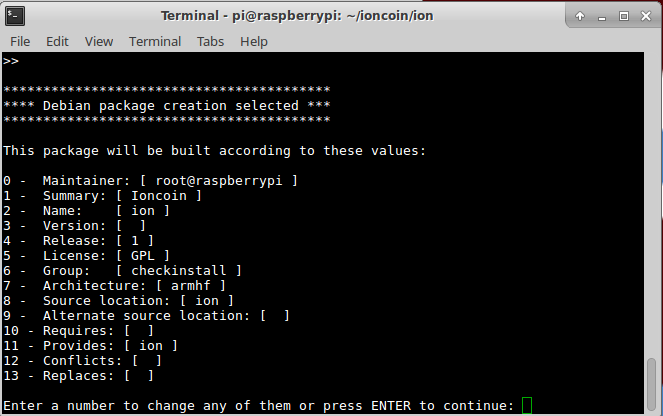 Terminal - pi@raspberrypi: ~/ioncoin/ion
File Edit View Terminal Tabs Help
>>
*****************************************
**** Debian package creation selected ***
*****************************************
This package will be built according to these values:
0 -  Maintainer: [ root@raspberrypi ]
1 -  Summary: [ Ioncoin ]
2 -  Name:    [ ion ]
3 -  Version: [  ]
4 -  Release: [ 1 ]
5 -  License: [ GPL ]
6 -  Group:   [ checkinstall ]
7 -  Architecture: [ armhf ]
8 -  Source location: [ ion ]
9 -  Alternate source location: [  ]
10 - Requires: [  ]
11 - Provides: [ ion ]
12 - Conflicts: [  ]
13 - Replaces: [  ]
Enter a number to change any of them or press ENTER to continue: